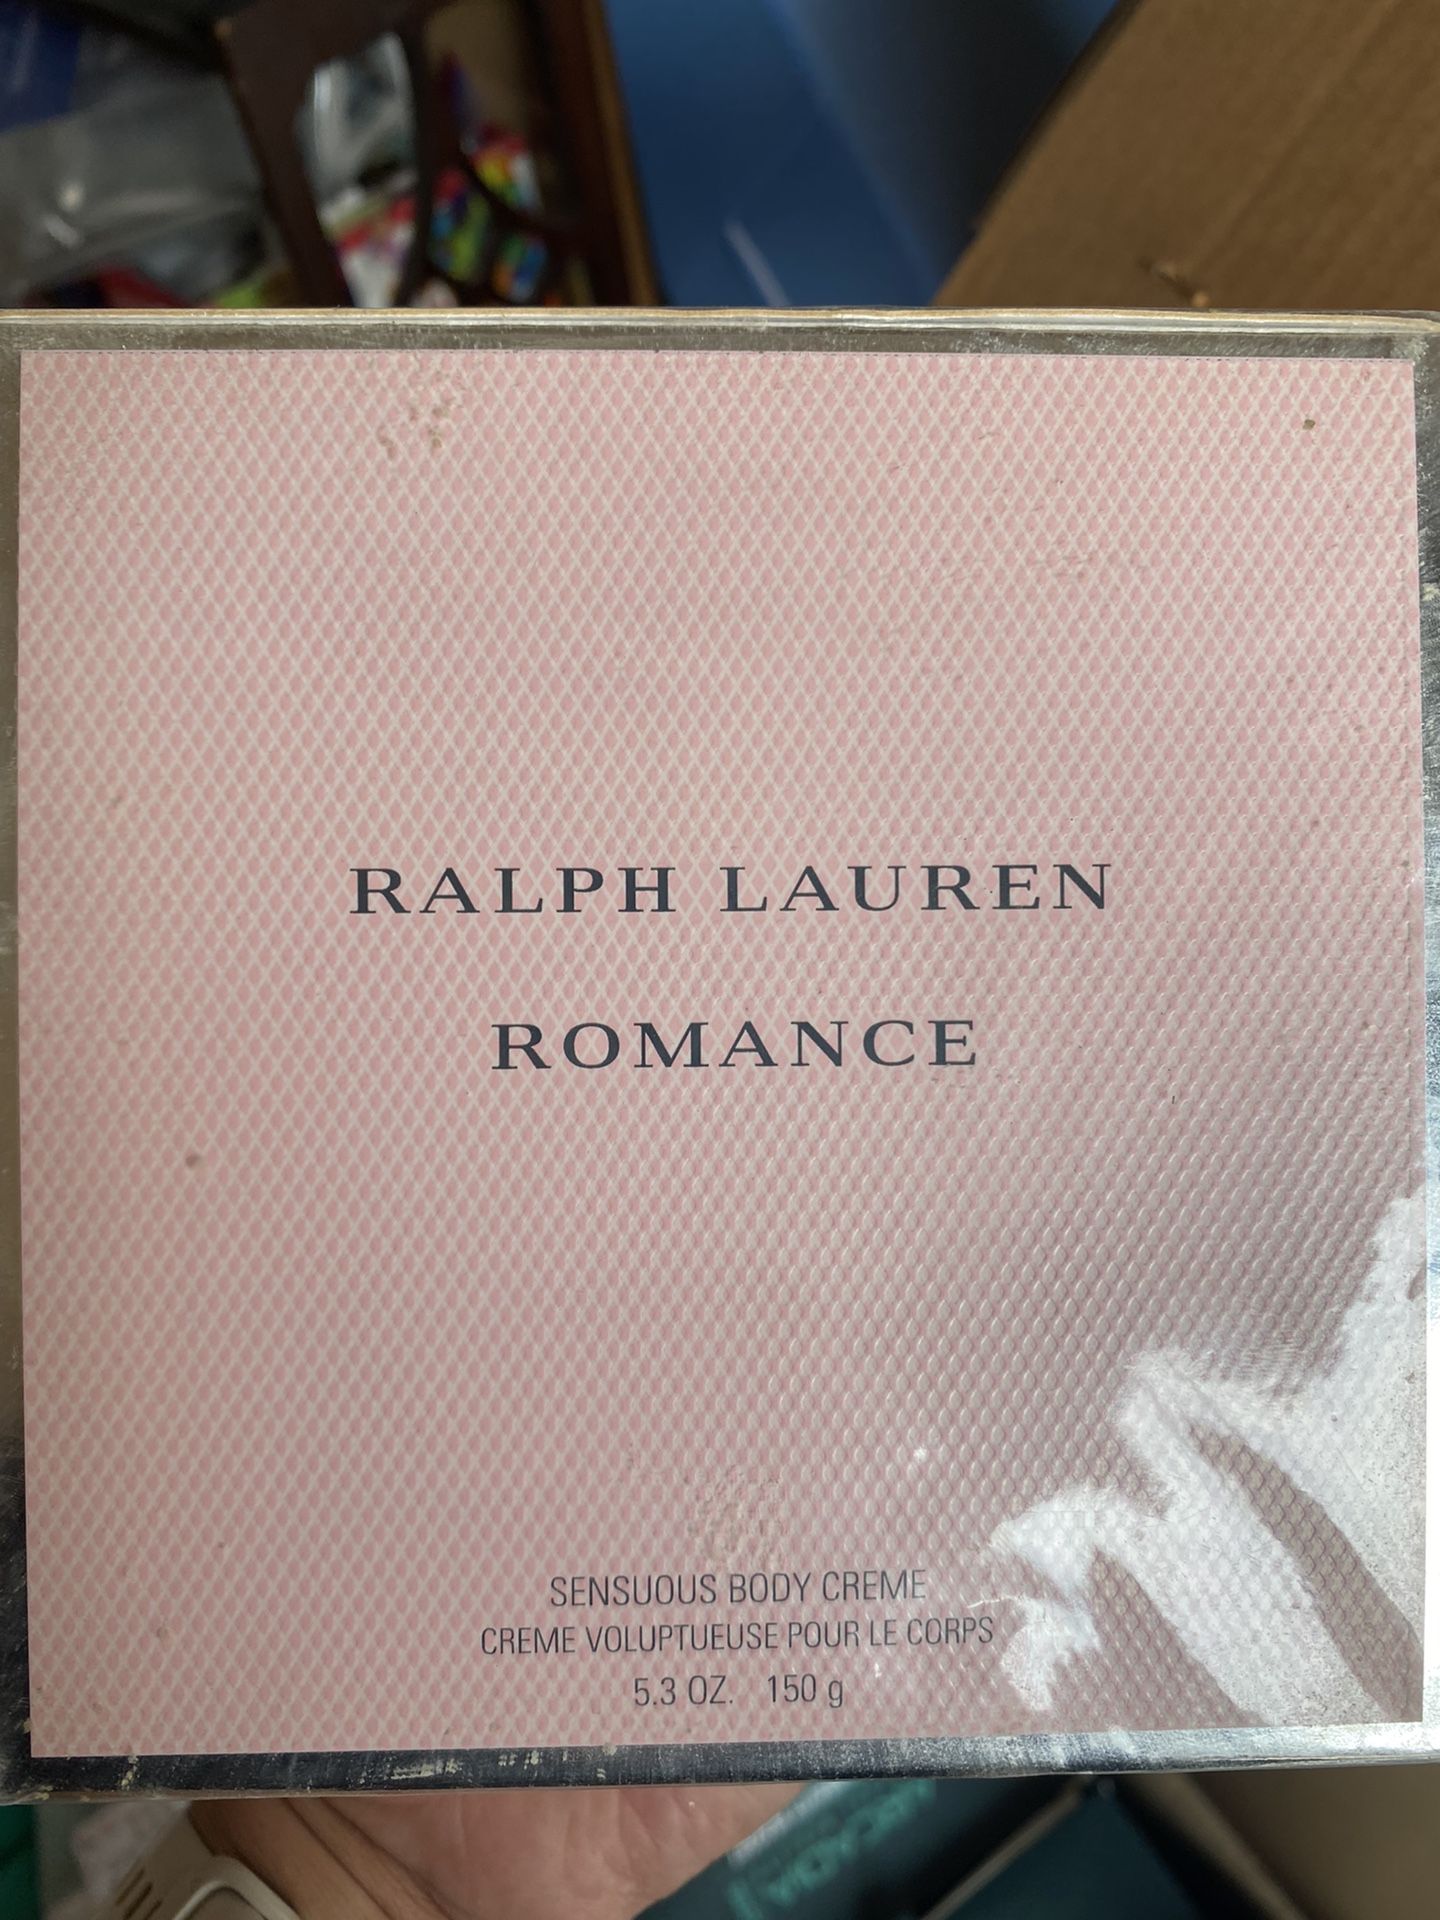 RALPH LAUREN
ROMANCE
SENSUOUS BODY CREME
CREME VOLUPTUEUSE POUR LE CORPS
5.3 OZ. 150 g